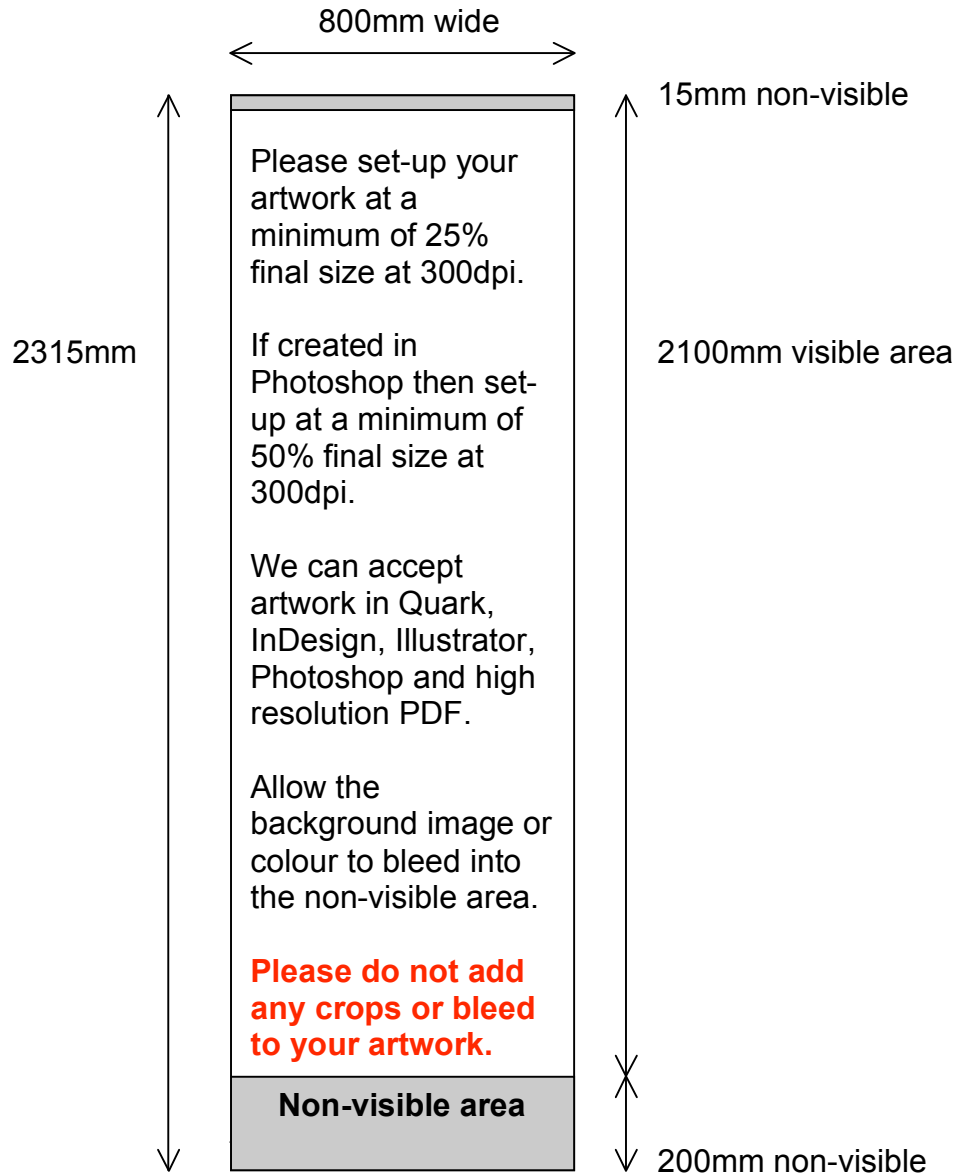 800mm wide
15mm non-visible
Please set-up your
artwork at a
minimum of 25%
final size at 300dpi.
2315mm
If created in
Photoshop then set-
up at a minimum of
50% final size at
300dpi.
2100mm visible area
We can accept
artwork in Quark,
InDesign, Illustrator,
Photoshop and high
resolution PDF.
Allow the
background image or
colour to bleed into
the non-visible area.
Please do not add
any crops or bleed
to your artwork.
Non-visible area
200mm non-visible